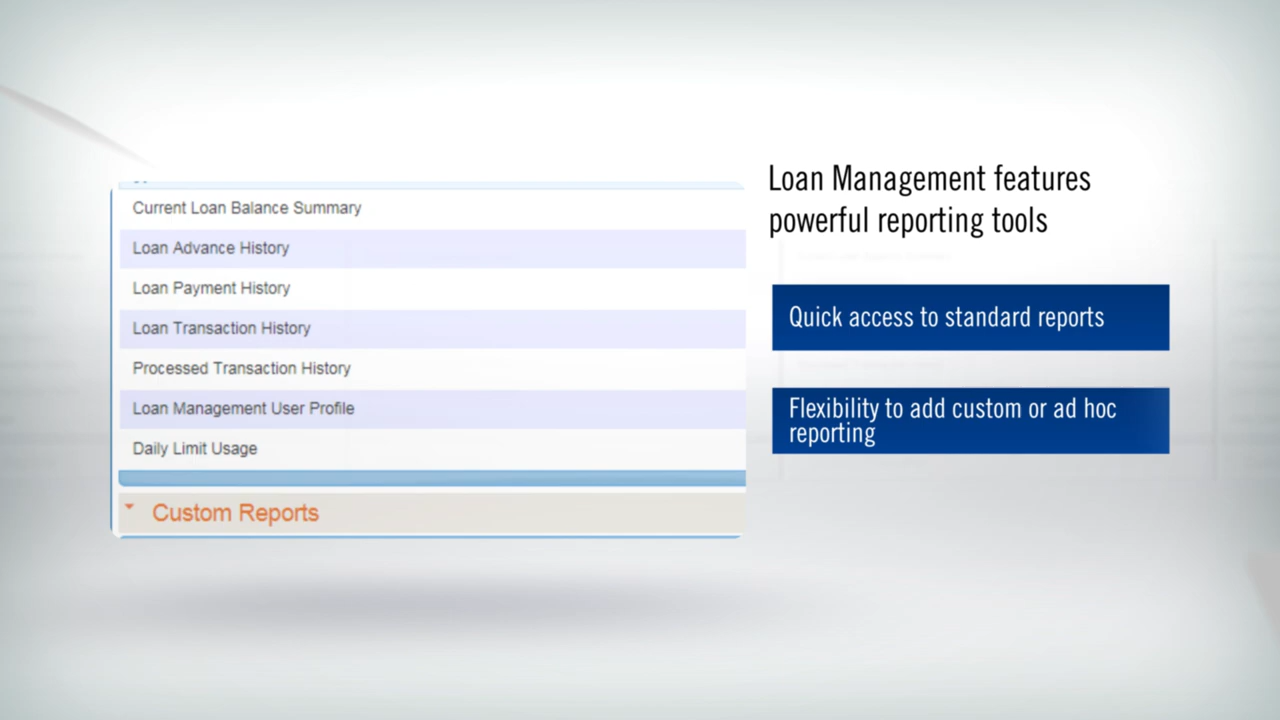 Current Loan Balance Summary
Loan Advance History
Loan Payment History
Loan Transaction History
Processed Transaction History
Loan Management User Profile
Daily Limit Usage
Custom Reports
Loan Management features
powerful reporting tools
Quick access to standard reports
Flexibility to add custom or ad hoc
reporting